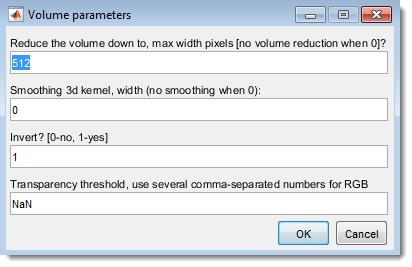 Volume parameters
Reduce the volume down to, max width pixels [no volume reduction when 0]?
512
Smoothing 3d kernel, width (no smoothing when 0):
0
Invert? [0-no, 1-yes]
1
Transparency threshold, use several comma-separated numbers for RGB
NaN
OK Cancel